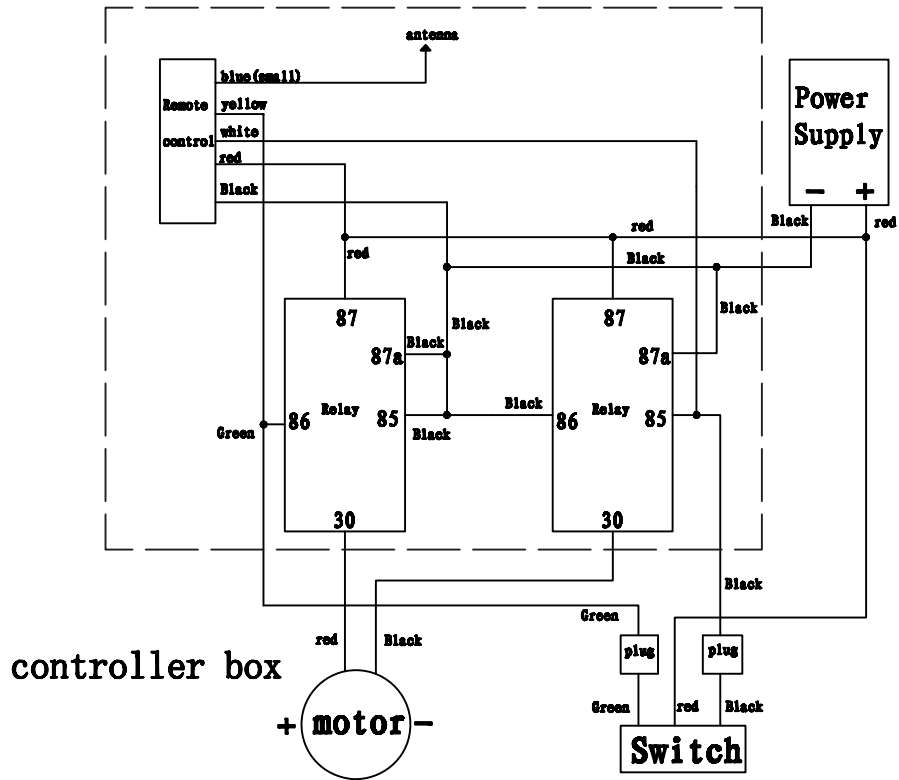 antenna
blue(small)
Remote
yellow
Power
Supply
white
control
red
Black
- +
Black
red
red
red
Black
87
87
Black
Black
Black
87a
87a
Black
86
Relay
85
86
Relay
85
Green
Black
30
30
Black
Green
red
Black
controller box
plug
plug
Green
red
Black
+ motor -
Switch